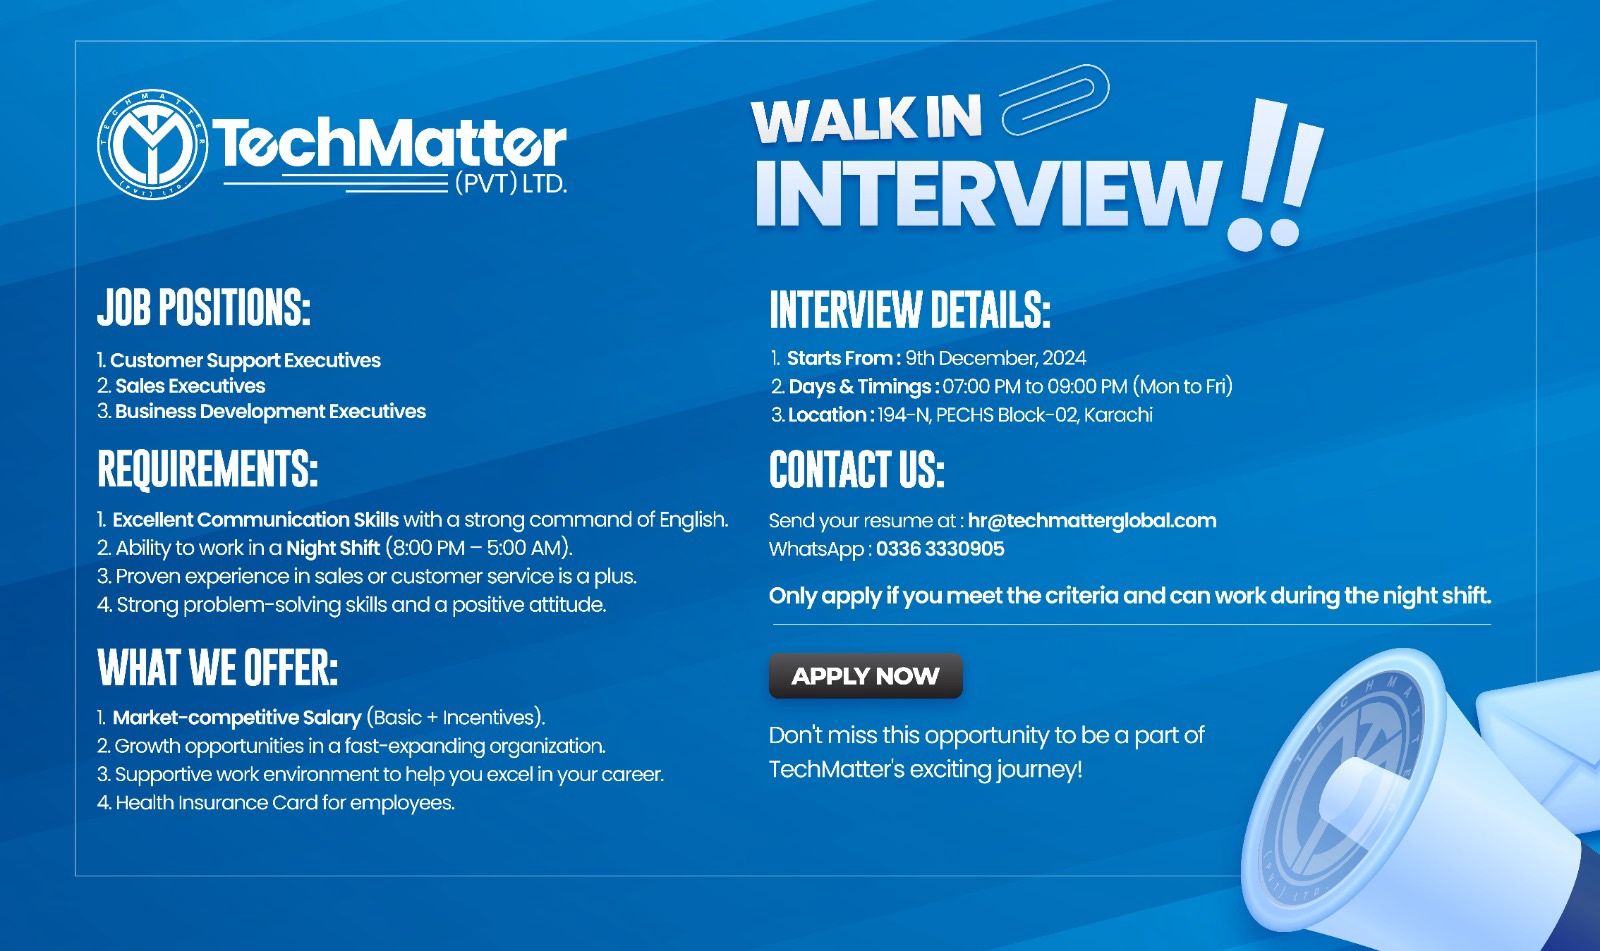 TECHMATTER
(PVT) LTD.
TechMatter
(PVT) LTD.
WALK IN
INTERVIEW!!
JOB POSITIONS:
1. Customer Support Executives
2. Sales Executives
3. Business Development Executives
REQUIREMENTS:
1. Excellent Communication Skills with a strong command of English.
2. Ability to work in a Night Shift (8:00 PM – 5:00 AM).
3. Proven experience in sales or customer service is a plus.
4. Strong problem-solving skills and a positive attitude.
WHAT WE OFFER:
1. Market-competitive Salary (Basic + Incentives).
2. Growth opportunities in a fast-expanding organization.
3. Supportive work environment to help you excel in your career.
4. Health Insurance Card for employees.
INTERVIEW DETAILS:
1. Starts From : 9th December, 2024
2. Days & Timings : 07:00 PM to 09:00 PM (Mon to Fri)
3. Location : 194-N, PECHS Block-02, Karachi
CONTACT US:
Send your resume at : hr@techmatterglobal.com
WhatsApp : 0336 3330905
Only apply if you meet the criteria and can work during the night shift.
APPLY NOW
Don't miss this opportunity to be a part of
TechMatter's exciting journey!